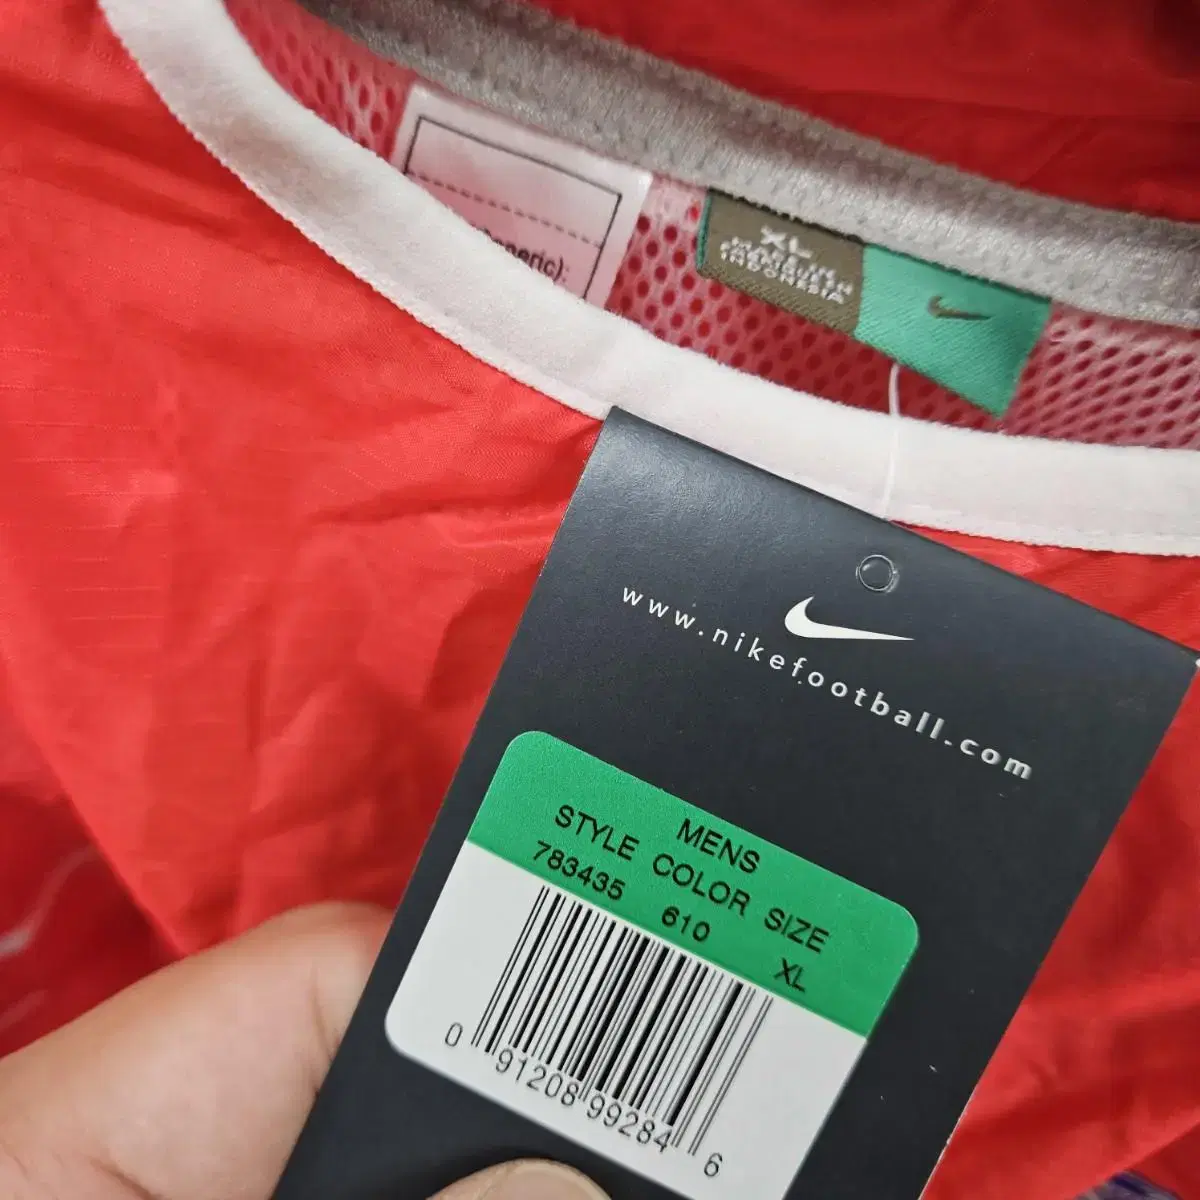 XL
MADE IN
INDONESIA
www.nikefootball.com
MENS
STYLE COLOR SIZE
783435 610 XL
0 91208 99284 6